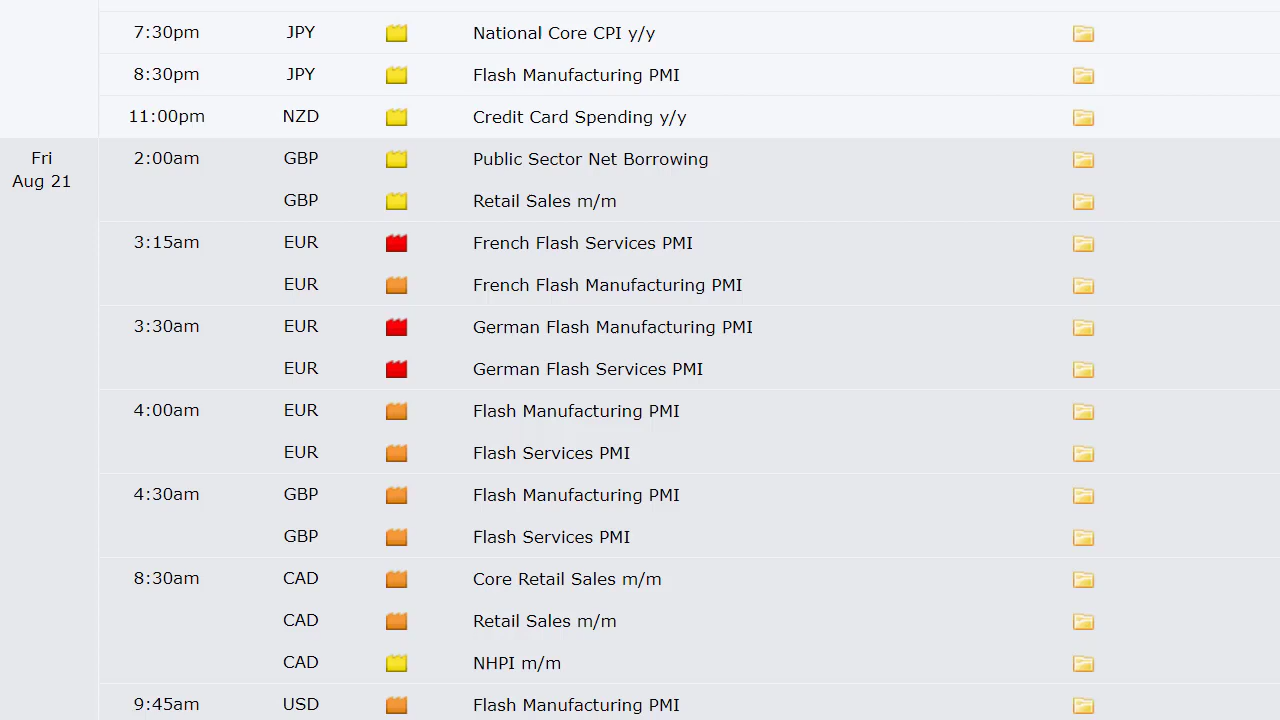 7:30pm JPY National Core CPI y/y
8:30pm JPY Flash Manufacturing PMI
11:00pm NZD Credit Card Spending y/y
Fri 2:00am GBP Public Sector Net Borrowing
Aug 21
GBP Retail Sales m/m
3:15am EUR French Flash Services PMI
EUR French Flash Manufacturing PMI
3:30am EUR German Flash Manufacturing PMI
EUR German Flash Services PMI
4:00am EUR Flash Manufacturing PMI
EUR Flash Services PMI
4:30am GBP Flash Manufacturing PMI
GBP Flash Services PMI
8:30am CAD Core Retail Sales m/m
CAD Retail Sales m/m
CAD NHPI m/m
9:45am USD Flash Manufacturing PMI